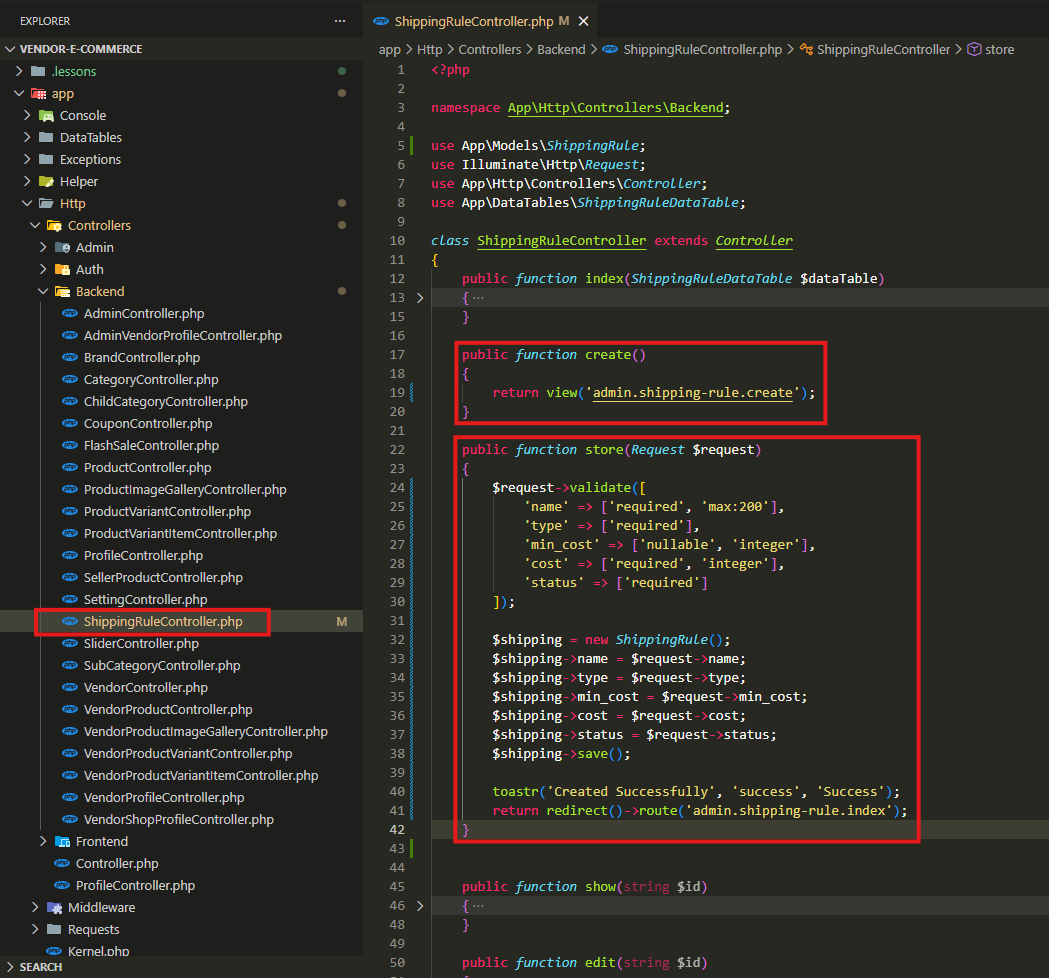 EXPLORER
VENDOR-E-COMMERCE
.lessons
app
Console
DataTables
Exceptions
Helper
Http
Controllers
Admin
Auth
Backend
AdminController.php
AdminVendorProfileController.php
BrandController.php
CategoryController.php
ChildCategoryController.php
CouponController.php
FlashSaleController.php
ProductController.php
ProductImageGalleryController.php
ProductVariantController.php
ProductVariantItemController.php
ProfileController.php
SellerProductController.php
SettingController.php
ShippingRuleController.php M
SliderController.php
SubCategoryController.php
VendorController.php
VendorProductController.php
VendorProductImageGalleryController.php
VendorProductVariantController.php
VendorProductVariantItemController.php
VendorProfileController.php
VendorShopProfileController.php
Frontend
Controller.php
ProfileController.php
Middleware
Requests
Kernel.php
SEARCH
ShippingRuleController.php M
app > Http > Controllers > Backend > ShippingRuleController.php > ShippingRuleController > store
1 <?php
2
3 namespace App\Http\Controllers\Backend;
4
5 use App\Models\ShippingRule;
6 use Illuminate\Http\Request;
7 use App\Http\Controllers\Controller;
8 use App\DataTables\ShippingRuleDataTable;
9
10 class ShippingRuleController extends Controller
11 {
12 public function index(ShippingRuleDataTable $dataTable)
13 { ···
15 }
16
17 public function create()
18 {
19 return view('admin.shipping-rule.create');
20 }
21
22 public function store(Request $request)
23 {
24 $request->validate([
25 'name' => ['required', 'max:200'],
26 'type' => ['required'],
27 'min_cost' => ['nullable', 'integer'],
28 'cost' => ['required', 'integer'],
29 'status' => ['required']
30 ]);
31
32 $shipping = new ShippingRule();
33 $shipping->name = $request->name;
34 $shipping->type = $request->type;
35 $shipping->min_cost = $request->min_cost;
36 $shipping->cost = $request->cost;
37 $shipping->status = $request->status;
38 $shipping->save();
39
40 toastr('Created Successfully', 'success', 'Success');
41 return redirect()->route('admin.shipping-rule.index');
42 }
43
44
45 public function show(string $id)
46 { ···
48 }
49
50 public function edit(string $id)